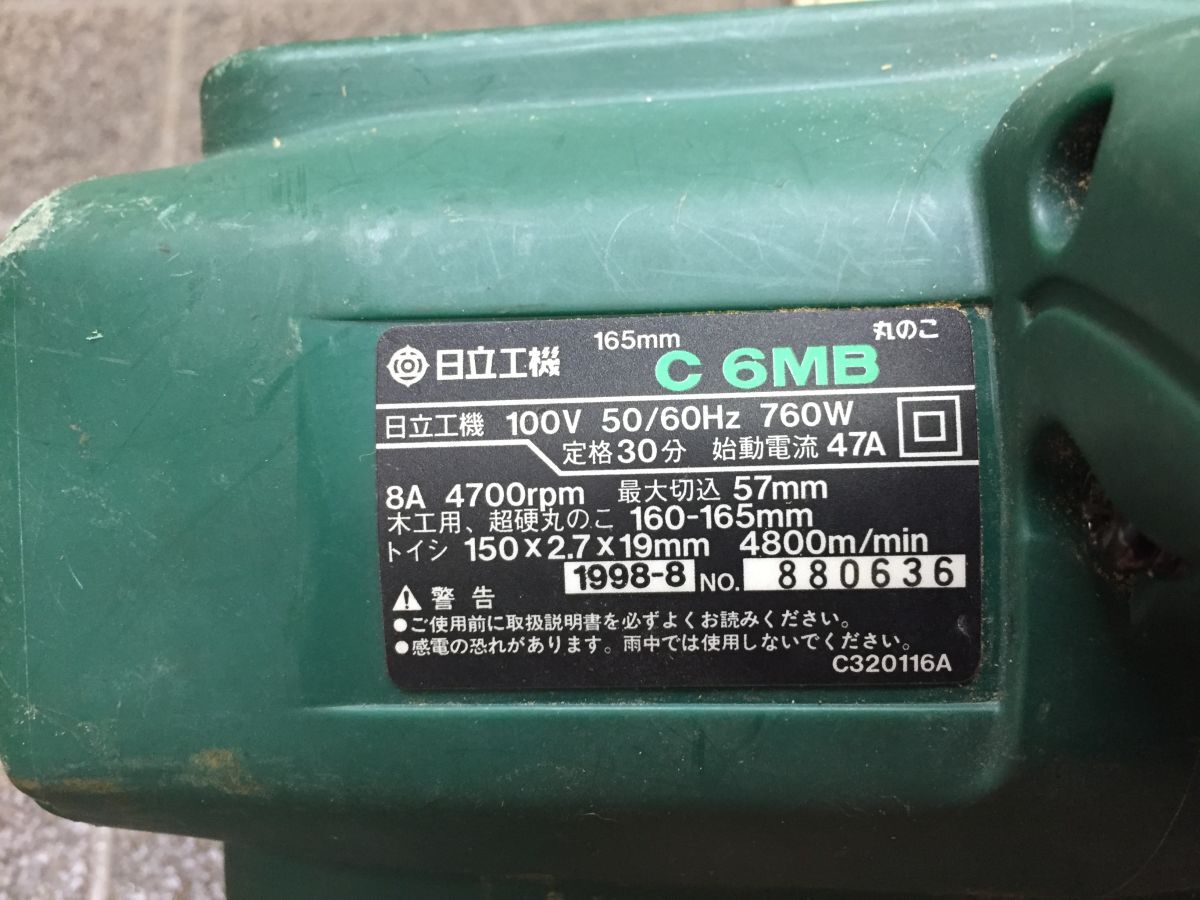 日立工機 165mm C 6MB 丸のこ
日立工機 100V 50/60Hz 760W
定格30分 始動電流 47A
8A 4700rpm 最大切込 57mm
木工用、超硬丸のこ 160-165mm
トイシ 150×2.7×19mm 4800m/min
1998-8 NO. 880636
警告
●ご使用前に取扱説明書を必ずよくお読みください。
●感電の恐れがあります。雨中では使用しないでください。
C320116A